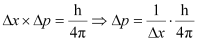 Δx × Δp = h/4π ⇒ Δp = 1/Δx · h/4π